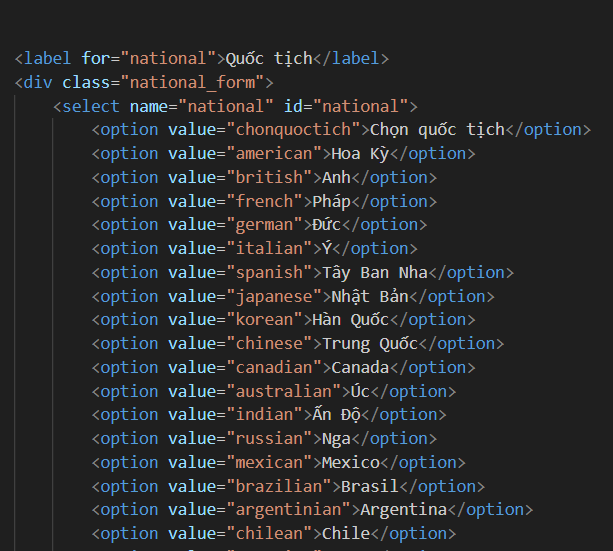 <label for="national">Quốc tịch</label>
<div class="national_form">
<select name="national" id="national">
<option value="chonquoctich">Chọn quốc tịch</option>
<option value="american">Hoa Kỳ</option>
<option value="british">Anh</option>
<option value="french">Pháp</option>
<option value="german">Đức</option>
<option value="italian">Ý</option>
<option value="spanish">Tây Ban Nha</option>
<option value="japanese">Nhật Bản</option>
<option value="korean">Hàn Quốc</option>
<option value="chinese">Trung Quốc</option>
<option value="canadian">Canada</option>
<option value="australian">Úc</option>
<option value="indian">Ấn Độ</option>
<option value="russian">Nga</option>
<option value="mexican">Mexico</option>
<option value="brazilian">Brasil</option>
<option value="argentinian">Argentina</option>
<option value="chilean">Chile</option>